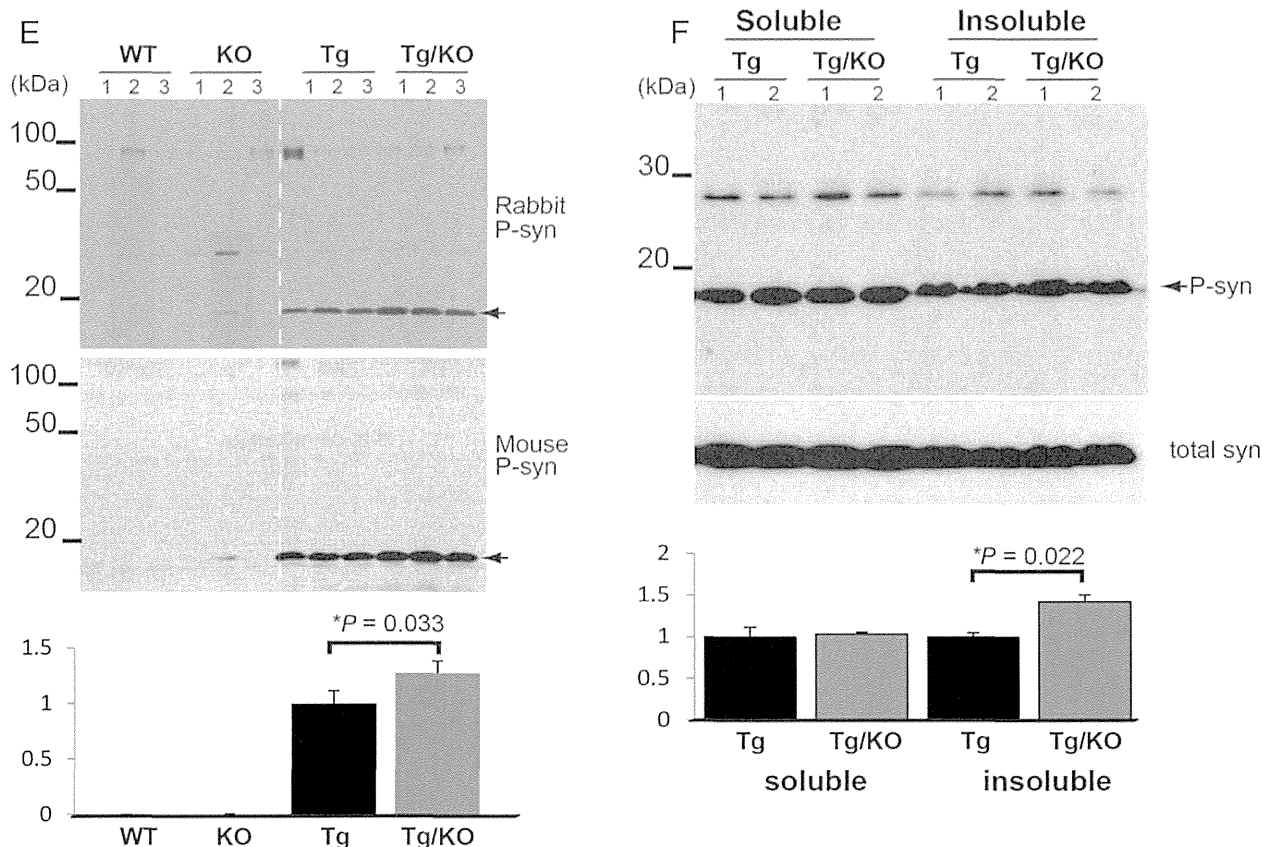 E
WT KO Tg Tg/KO
(kDa) 1 2 3 1 2 3 1 2 3 1 2 3
100
50
Rabbit
P-syn
20
100
50
Mouse
P-syn
20
*P = 0.033
1.5
1
0.5
0
WT KO Tg Tg/KO
F
Soluble Insoluble
Tg Tg/KO Tg Tg/KO
(kDa) 1 2 1 2 1 2 1 2
30
20
P-syn
total syn
*P = 0.022
2
1.5
1
0.5
0
Tg Tg/KO Tg Tg/KO
soluble insoluble